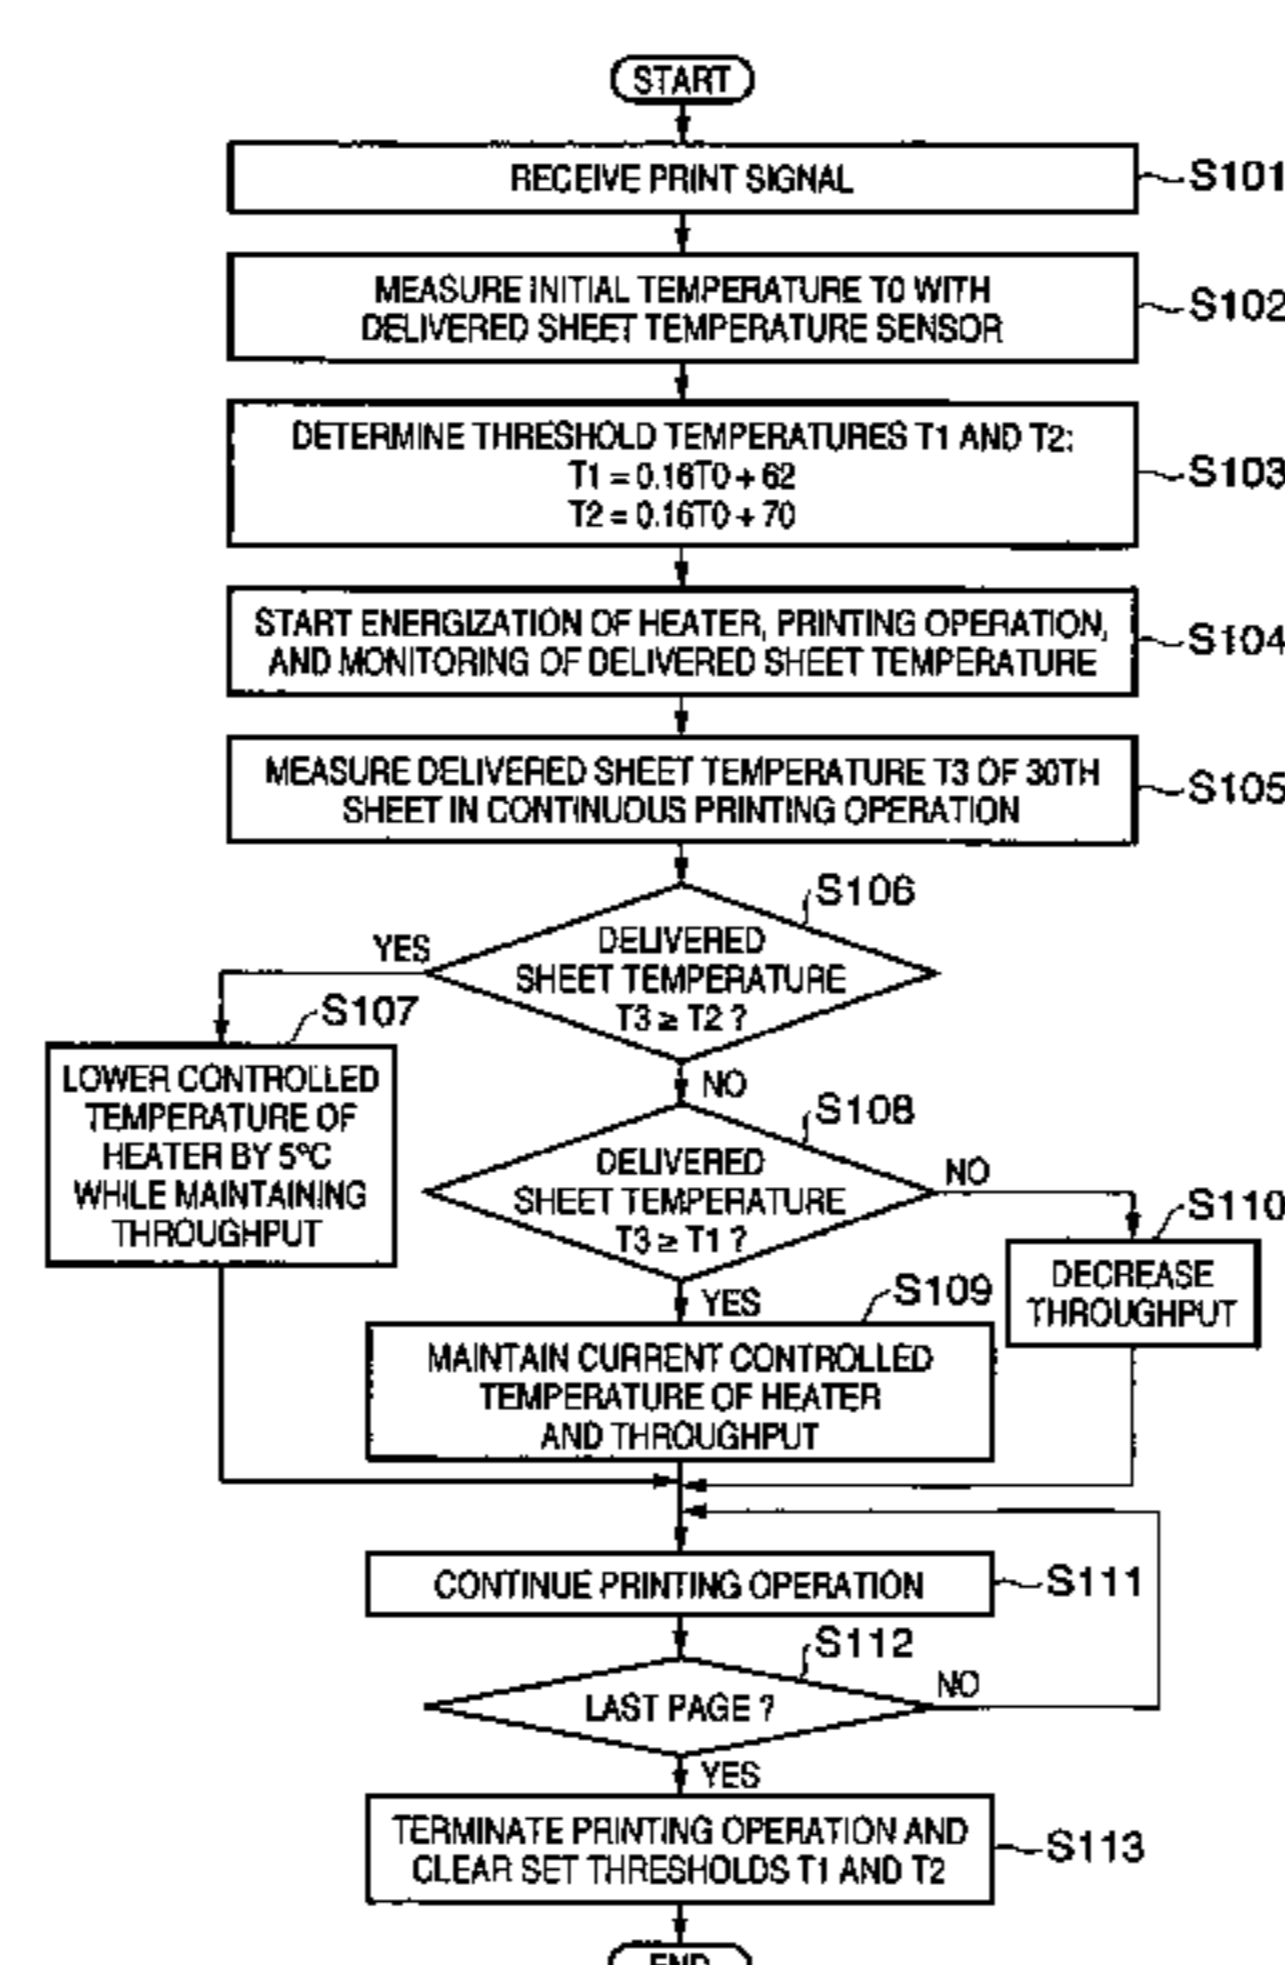 START
RECEIVE PRINT SIGNAL
S101
MEASURE INITIAL TEMPERATURE T0 WITH
DELIVERED SHEET TEMPERATURE SENSOR
S102
DETERMINE THRESHOLD TEMPERATURES T1 AND T2:
T1 = 0.16T0 + 62
T2 = 0.16T0 + 70
S103
START ENERGIZATION OF HEATER, PRINTING OPERATION,
AND MONITORING OF DELIVERED SHEET TEMPERATURE
S104
MEASURE DELIVERED SHEET TEMPERATURE T3 OF 30TH
SHEET IN CONTINUOUS PRINTING OPERATION
S105
S106
DELIVERED
SHEET TEMPERATURE
T3 ≥ T2 ?
YES
NO
S107
LOWER CONTROLLED
TEMPERATURE OF
HEATER BY 5°C
WHILE MAINTAINING
THROUGHPUT
S108
DELIVERED
SHEET TEMPERATURE
T3 ≥ T1 ?
NO
YES
S110
DECREASE
THROUGHPUT
S109
MAINTAIN CURRENT CONTROLLED
TEMPERATURE OF HEATER
AND THROUGHPUT
CONTINUE PRINTING OPERATION
S111
S112
LAST PAGE ?
NO
YES
TERMINATE PRINTING OPERATION AND
CLEAR SET THRESHOLDS T1 AND T2
S113
END